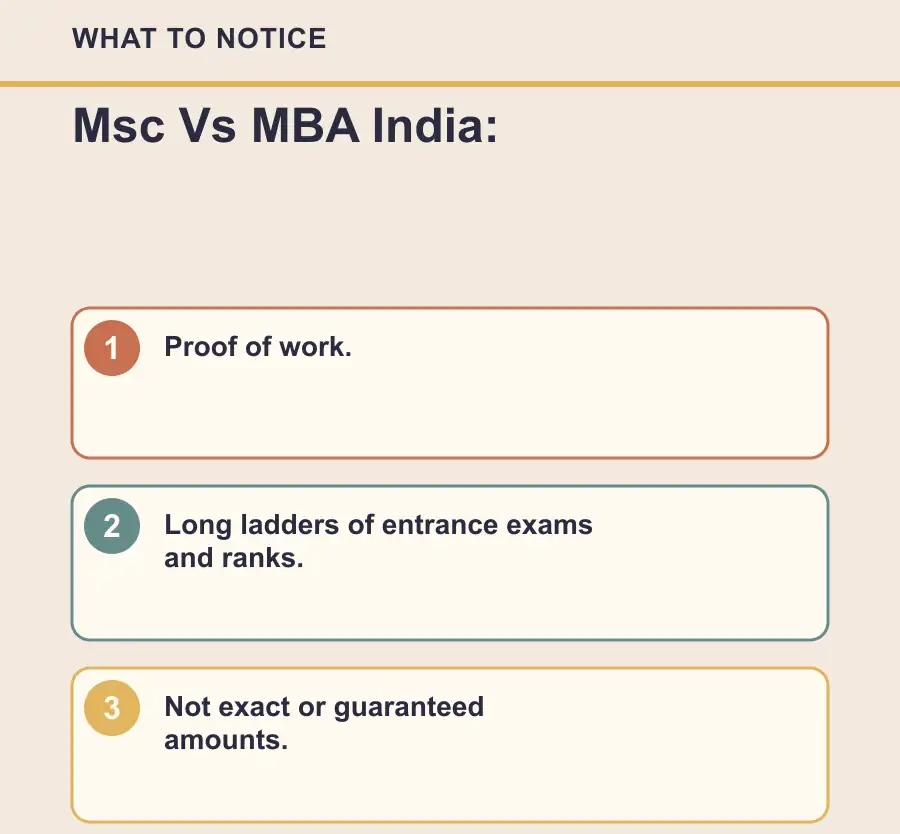 WHAT TO NOTICE
Msc Vs MBA India:
1
Proof of work.
2
Long ladders of entrance exams
and ranks.
3
Not exact or guaranteed
amounts.